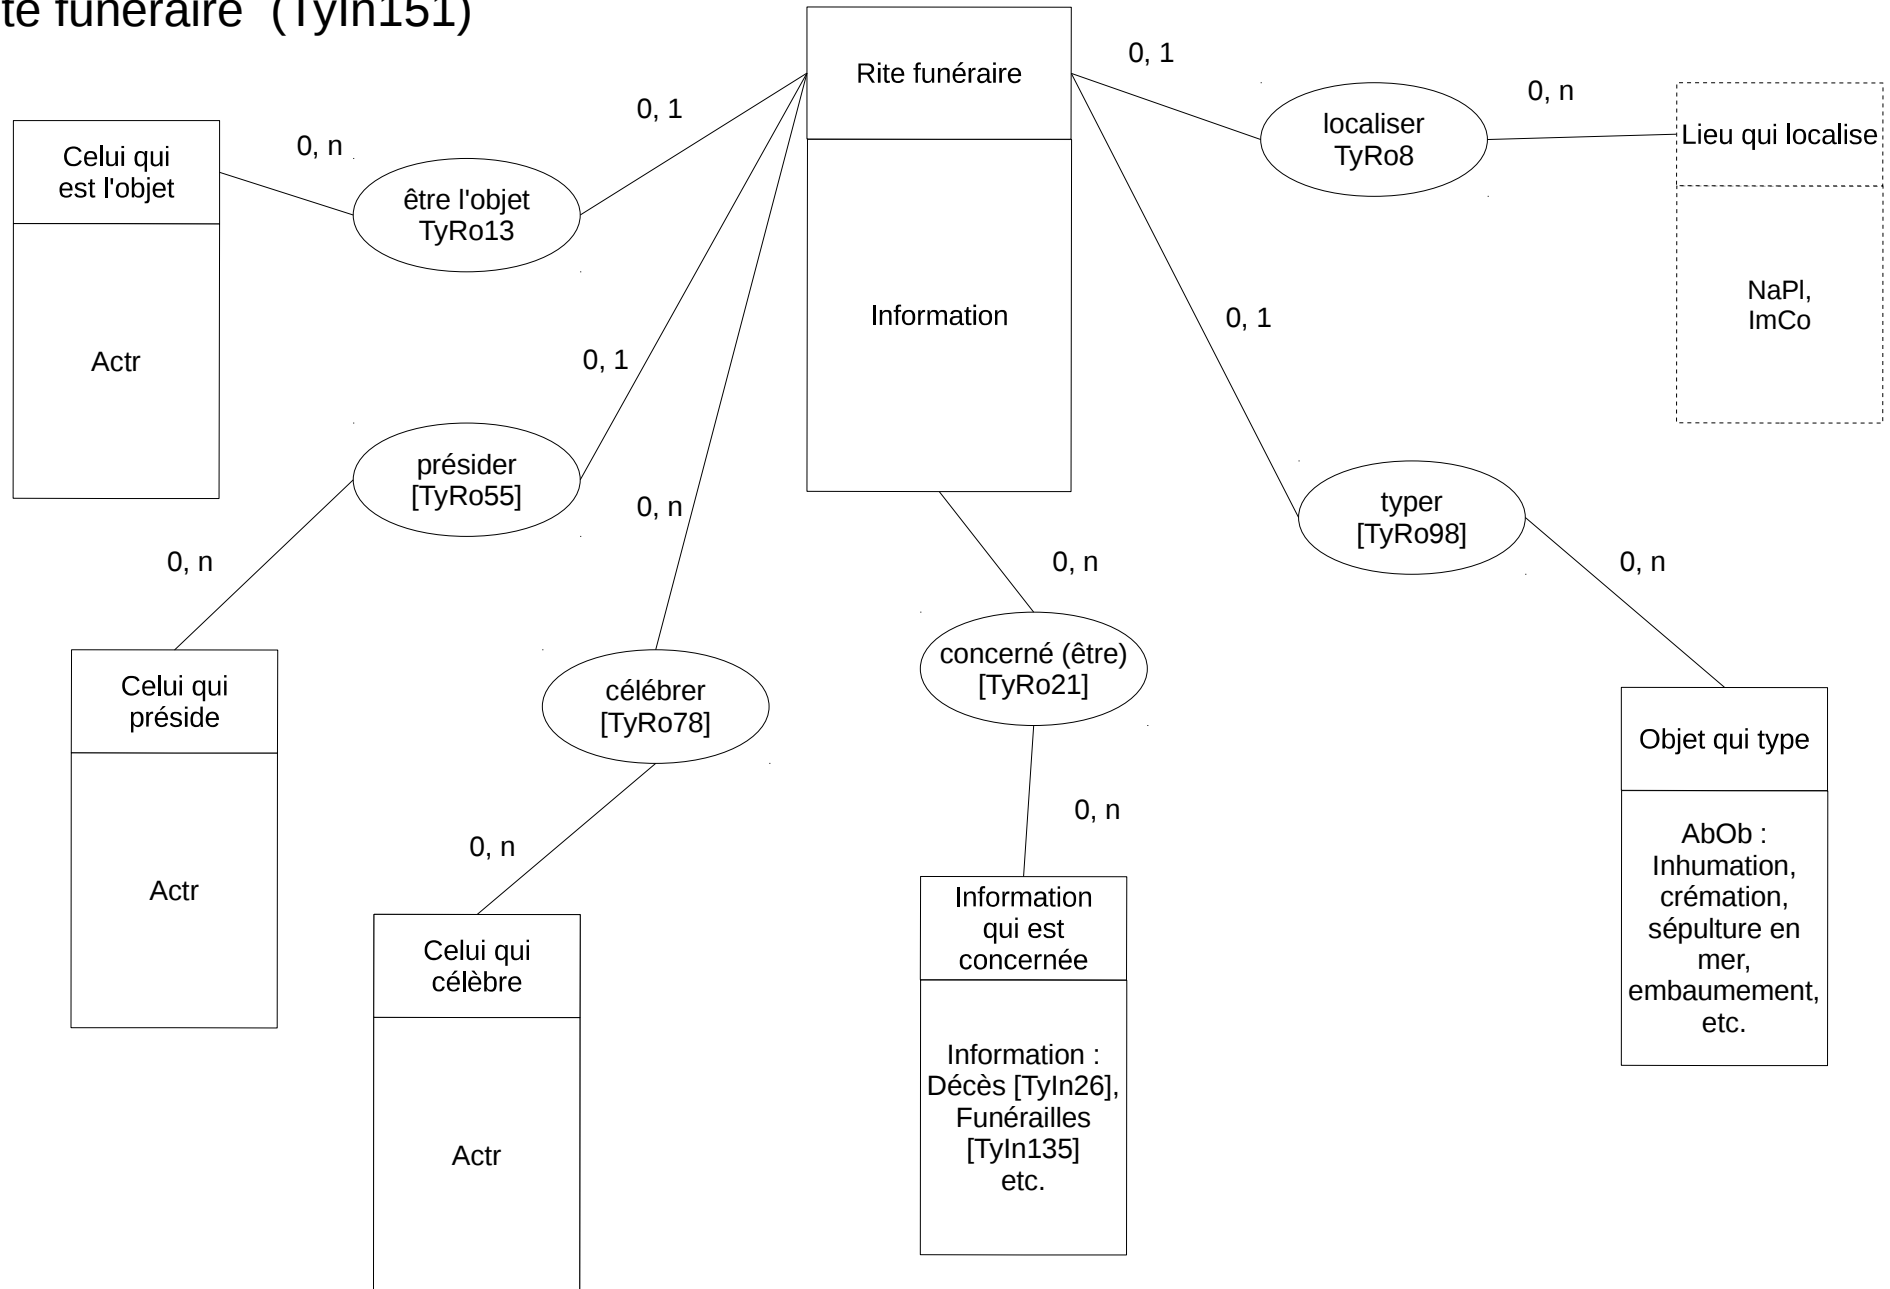 te funéraire (TyIn151)
Rite funéraire
Information
0, 1
0, n
Celui qui
est l'objet
Actr
être l'objet
TyRo13
0, 1
localiser
TyRo8
0, n
Lieu qui localise
NaPl,
ImCo
0, 1
présider
[TyRo55]
0, n
Celui qui
préside
Actr
0, n
célébrer
[TyRo78]
0, n
Celui qui
célèbre
Actr
0, n
concerné (être)
[TyRo21]
0, n
Information
qui est
concernée
Information :
Décès [TyIn26],
Funérailles
[TyIn135]
etc.
0, 1
typer
[TyRo98]
0, n
Objet qui type
AbOb :
Inhumation,
crémation,
sépulture en
mer,
embaumement,
etc.